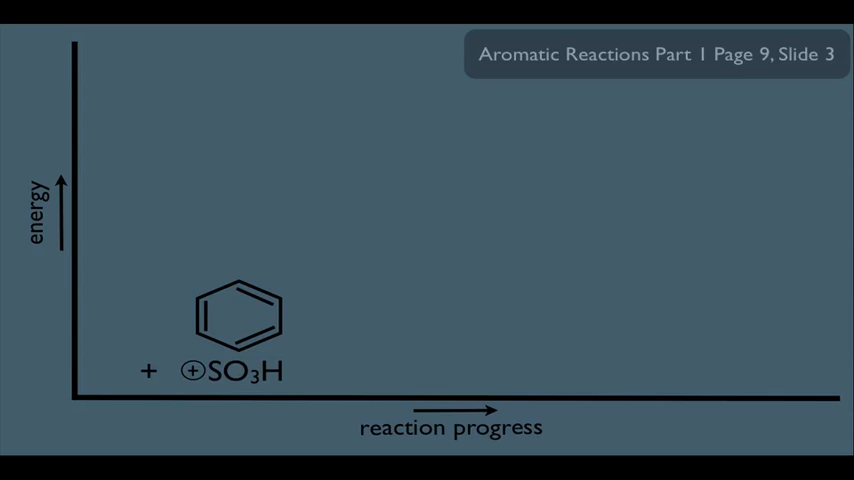 Aromatic Reactions Part 1 Page 9, Slide 3
energy
+ ⊕SO₃H
reaction progress